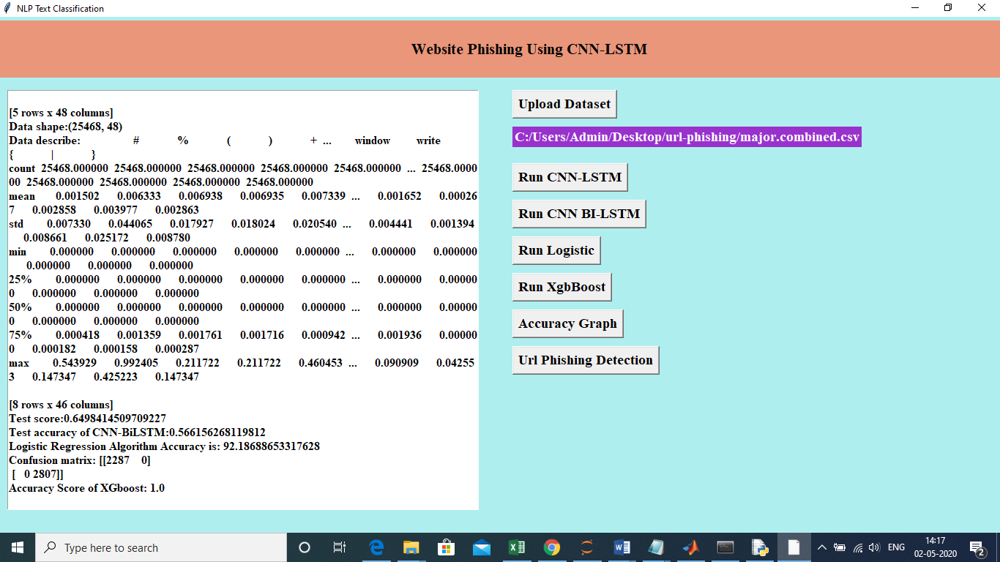 NLP Text Classification
Website Phishing Using CNN-LSTM
[5 rows x 48 columns]
Data shape:(25468, 48)
Data describe: # % ( ) + ... window write
{ | }
count 25468.000000 25468.000000 25468.000000 25468.000000 25468.000000 ... 25468.0000
00 25468.000000 25468.000000 25468.000000 25468.000000
mean 0.001502 0.006333 0.006938 0.006935 0.007339 ... 0.001652 0.00026
7 0.002858 0.003977 0.002863
std 0.007330 0.044065 0.017927 0.018024 0.020540 ... 0.004441 0.001394
0.008661 0.025172 0.008780
min 0.000000 0.000000 0.000000 0.000000 0.000000 ... 0.000000 0.000000
0.000000 0.000000 0.000000
25% 0.000000 0.000000 0.000000 0.000000 0.000000 ... 0.000000 0.00000
0 0.000000 0.000000 0.000000
50% 0.000000 0.000000 0.000000 0.000000 0.000000 ... 0.000000 0.00000
0 0.000000 0.000000 0.000000
75% 0.000418 0.001359 0.001761 0.001716 0.000942 ... 0.001936 0.00000
0 0.000182 0.000158 0.000287
max 0.543929 0.992405 0.211722 0.211722 0.460453 ... 0.090909 0.04255
3 0.147347 0.425223 0.147347
[8 rows x 46 columns]
Test score:0.6498414509709227
Test accuracy of CNN-BiLSTM:0.566156268119812
Logistic Regression Algorithm Accuracy is: 92.18688653317628
Confusion matrix: [[2287 0]
[ 0 2807]]
Accuracy Score of XGboost: 1.0
Upload Dataset
C:/Users/Admin/Desktop/url-phishing/major.combined.csv
Run CNN-LSTM
Run CNN BI-LSTM
Run Logistic
Run XgbBoost
Accuracy Graph
Url Phishing Detection
Type here to search
ENG
14:17
02-05-2020
2